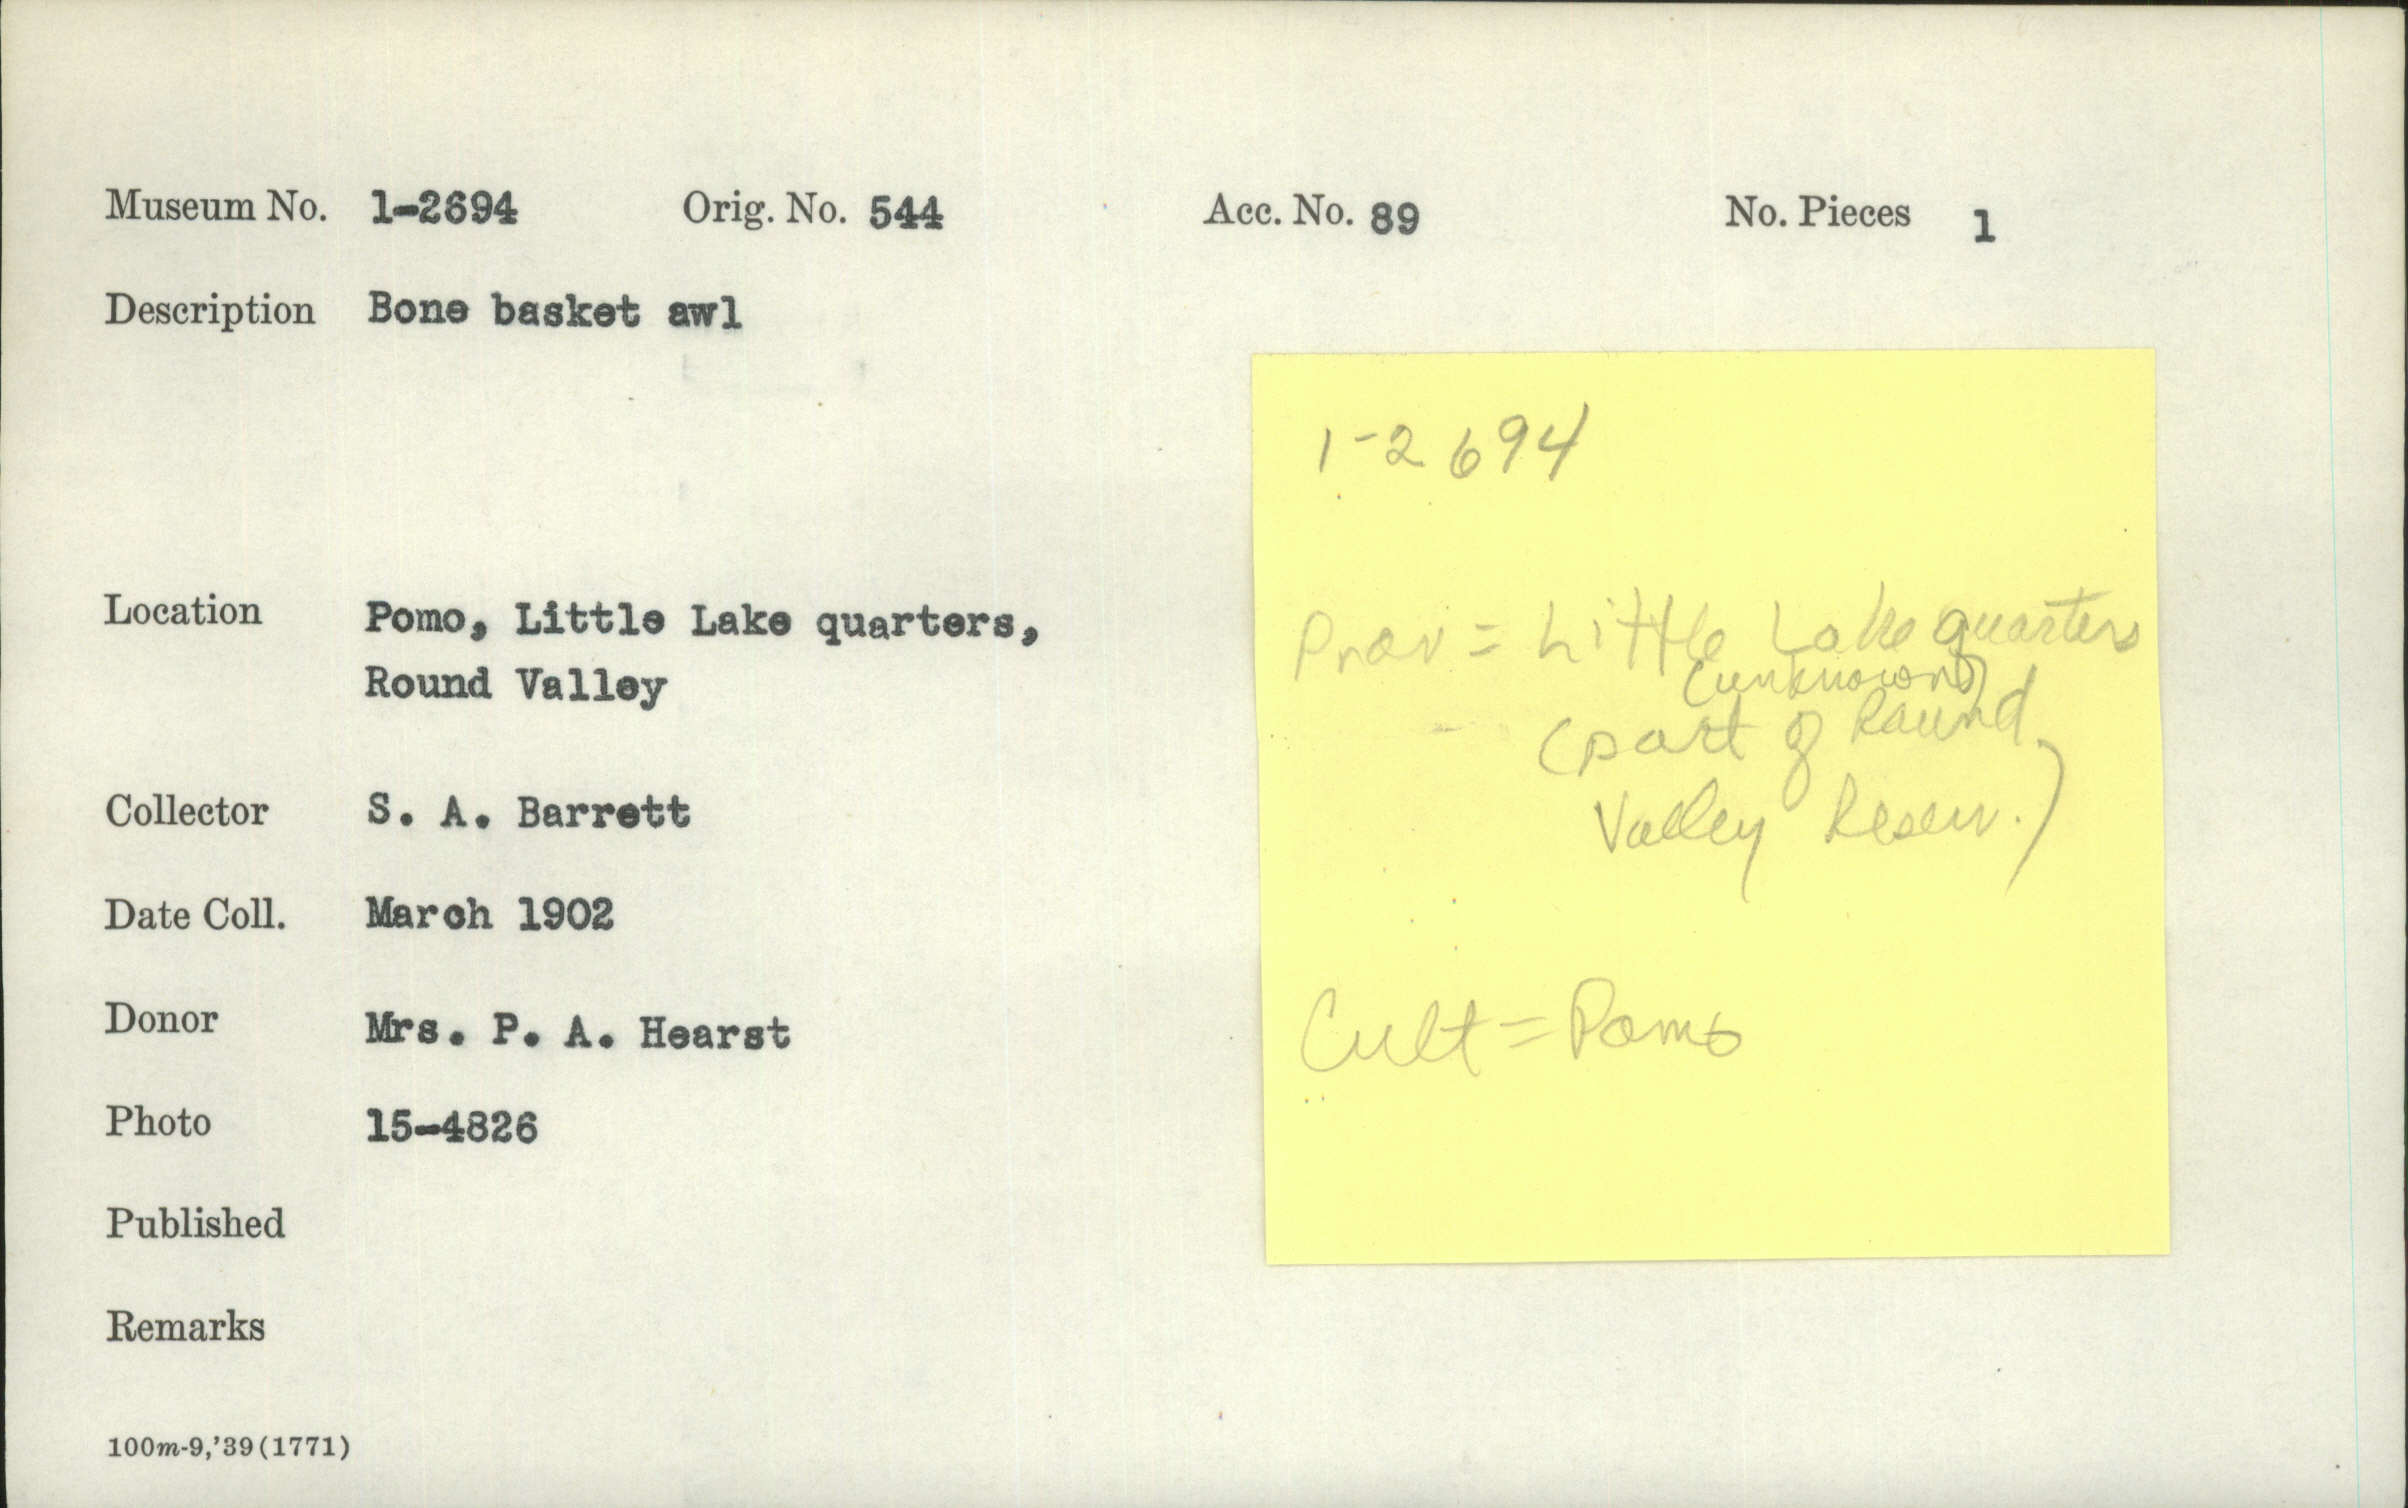 Museum No. 1-2694 Orig. No. 544 Acc. No. 89 No. Pieces 1
Description Bone basket awl
Location Pomo, Little Lake quarters,
Round Valley
Collector S. A. Barrett
Date Coll. March 1902
Donor Mrs. P. A. Hearst
Photo 15-4826
Published
Remarks
100m-9,'39(1771)
1-2694
Prov = Little Lake quarters
(unknown)
(part of Round
Valley Reserv.)
Cult = Pomo